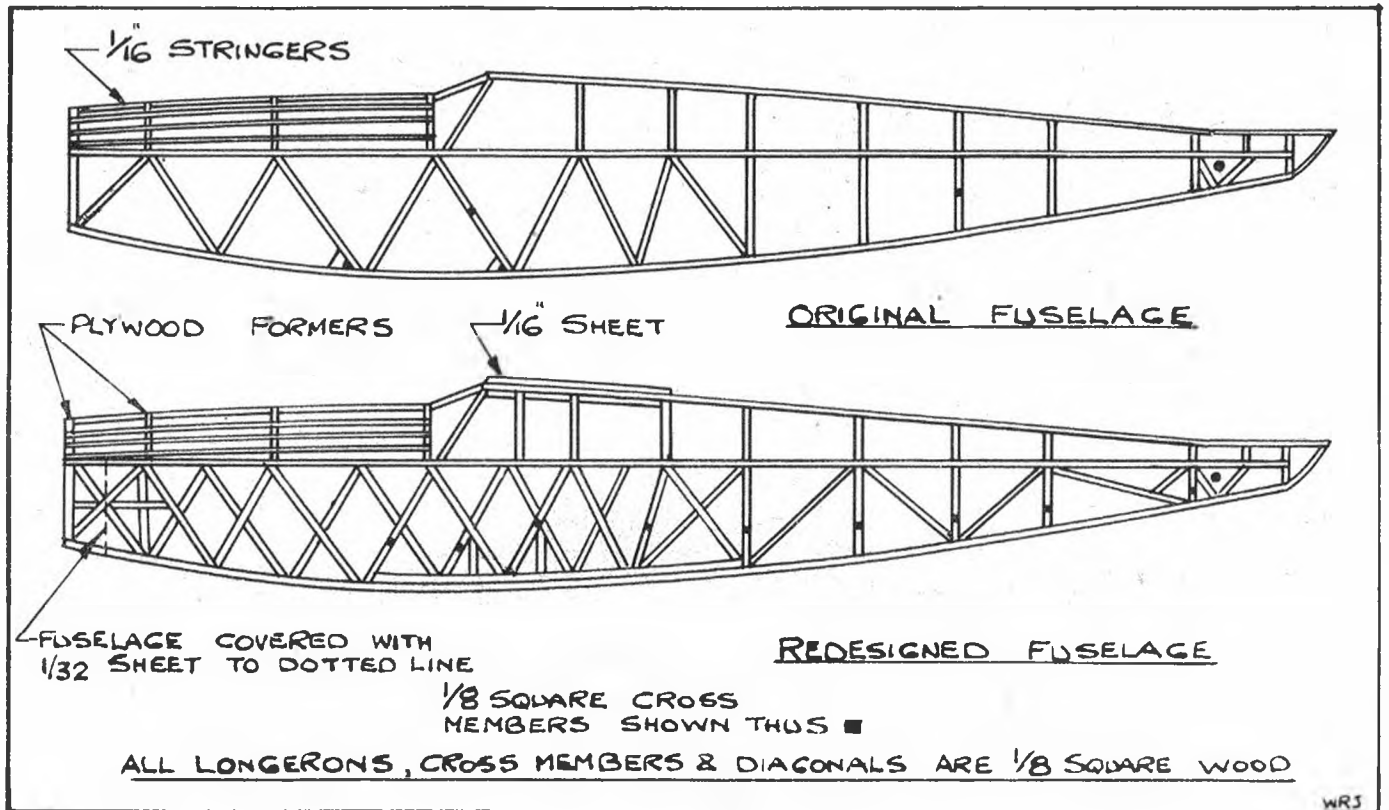 1/16" STRINGERS
ORIGINAL FUSELAGE
PLYWOOD FORMERS
1/16" SHEET
FUSELAGE COVERED WITH
1/32 SHEET TO DOTTED LINE
REDESIGNED FUSELAGE
1/8 SQUARE CROSS
MEMBERS SHOWN THUS ■
ALL LONGERONS, CROSS MEMBERS & DIAGONALS ARE 1/8 SQUARE WOOD
WRJ